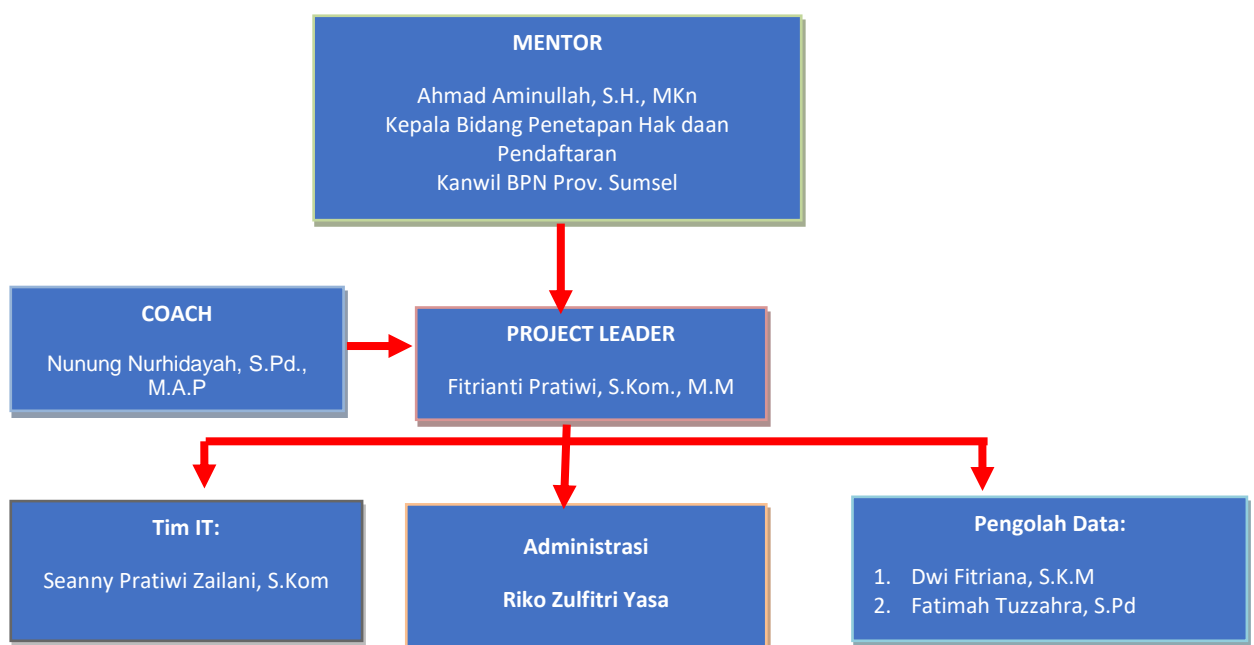 MENTOR
Ahmad Aminullah, S.H., MKn
Kepala Bidang Penetapan Hak daan
Pendaftaran
Kanwil BPN Prov. Sumsel
COACH
Nunung Nurhidayah, S.Pd.,
M.A.P
PROJECT LEADER
Fitrianti Pratiwi, S.Kom., M.M
Tim IT:
Seanny Pratiwi Zailani, S.Kom
Administrasi
Riko Zulfitri Yasa
Pengolah Data:
1. Dwi Fitriana, S.K.M
2. Fatimah Tuzzahra, S.Pd